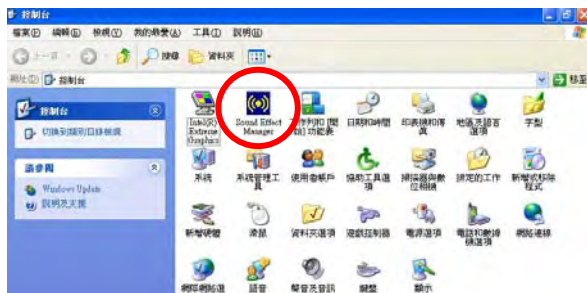 控制台
檔案(F) 編輯(E) 檢視(V) 我的最愛(A) 工具(T) 說明(H)
上一頁 搜尋 資料夾
網址(D) 控制台 移至
控制台
切換到類別目錄檢視
請參閱
Windows Update
說明及支援
Intel(R) Extreme Graphics
Sound Effect Manager
工作列和 [開始] 功能表
日期和時間
印表機和傳真
地區及語言選項
字型
系統
系統管理工具
使用者帳戶
協助工具選項
掃描器與數位相機
排定的工作
新增或移除程式
新增硬體
滑鼠
資料夾選項
遊戲控制器
電源選項
電話和數據機選項
網路連線
網際網路選
語音
聲音及音訊
鍵盤
顯示